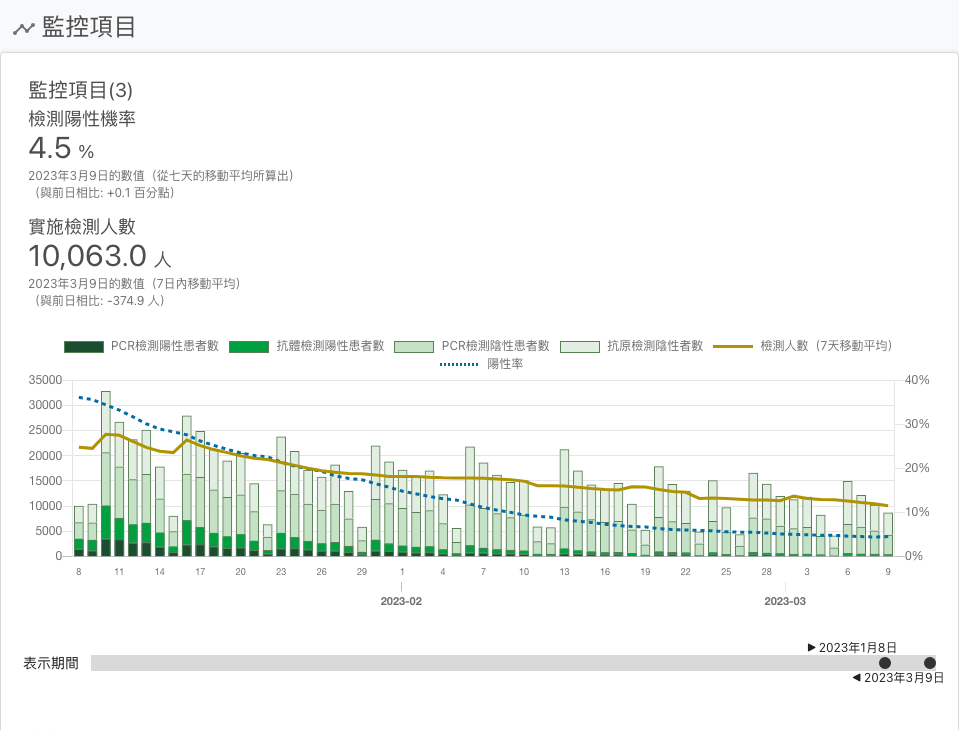 監控項目
監控項目(3)
檢測陽性機率
4.5 %
2023年3月9日的數值（從七天的移動平均所算出）
（與前日相比: +0.1 百分點）
實施檢測人數
10,063.0 人
2023年3月9日的數值（7日內移動平均）
（與前日相比: -374.9 人）
PCR檢測陽性患者數 抗體檢測陽性患者數 PCR檢測陰性患者數 抗原檢測陰性者數 檢測人數（7天移動平均）
陽性率
35000 40%
30000
30%
25000
20000
20%
15000
10000
10%
5000
0 0%
8 11 14 17 20 23 26 29 1 4 7 10 13 16 19 22 25 28 3 6 9
2023-02 2023-03
▶ 2023年1月8日
表示期間
◀ 2023年3月9日